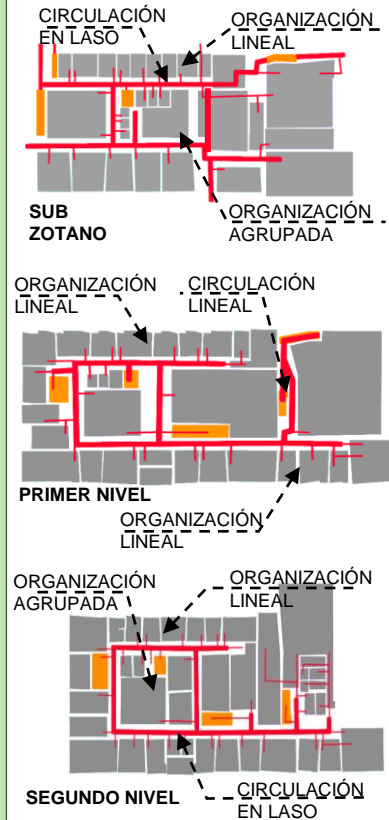 CIRCULACIÓN
EN LASO
ORGANIZACIÓN
LINEAL
SUB
ZOTANO
ORGANIZACIÓN
AGRUPADA
ORGANIZACIÓN
LINEAL
CIRCULACIÓN
LINEAL
PRIMER NIVEL
ORGANIZACIÓN
LINEAL
ORGANIZACIÓN
AGRUPADA
ORGANIZACIÓN
LINEAL
SEGUNDO NIVEL
CIRCULACIÓN
EN LASO